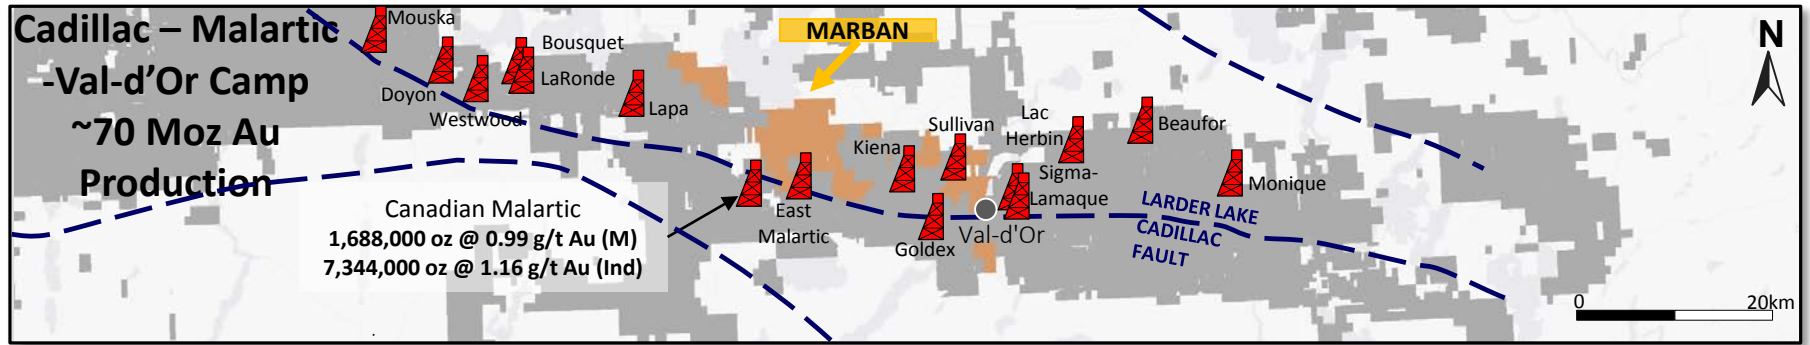 Cadillac – Malartic
-Val-d’Or Camp
~70 Moz Au
Production
Mouska
Bousquet
LaRonde
Doyon
Westwood
Lapa
MARBAN
Canadian Malartic
1,688,000 oz @ 0.99 g/t Au (M)
7,344,000 oz @ 1.16 g/t Au (Ind)
East
Malartic
Kiena
Sullivan
Goldex
Val-d'Or
Lac
Herbin
Sigma-
Lamaque
Beaufor
Monique
LARDER LAKE
CADILLAC
FAULT
N
0 20km